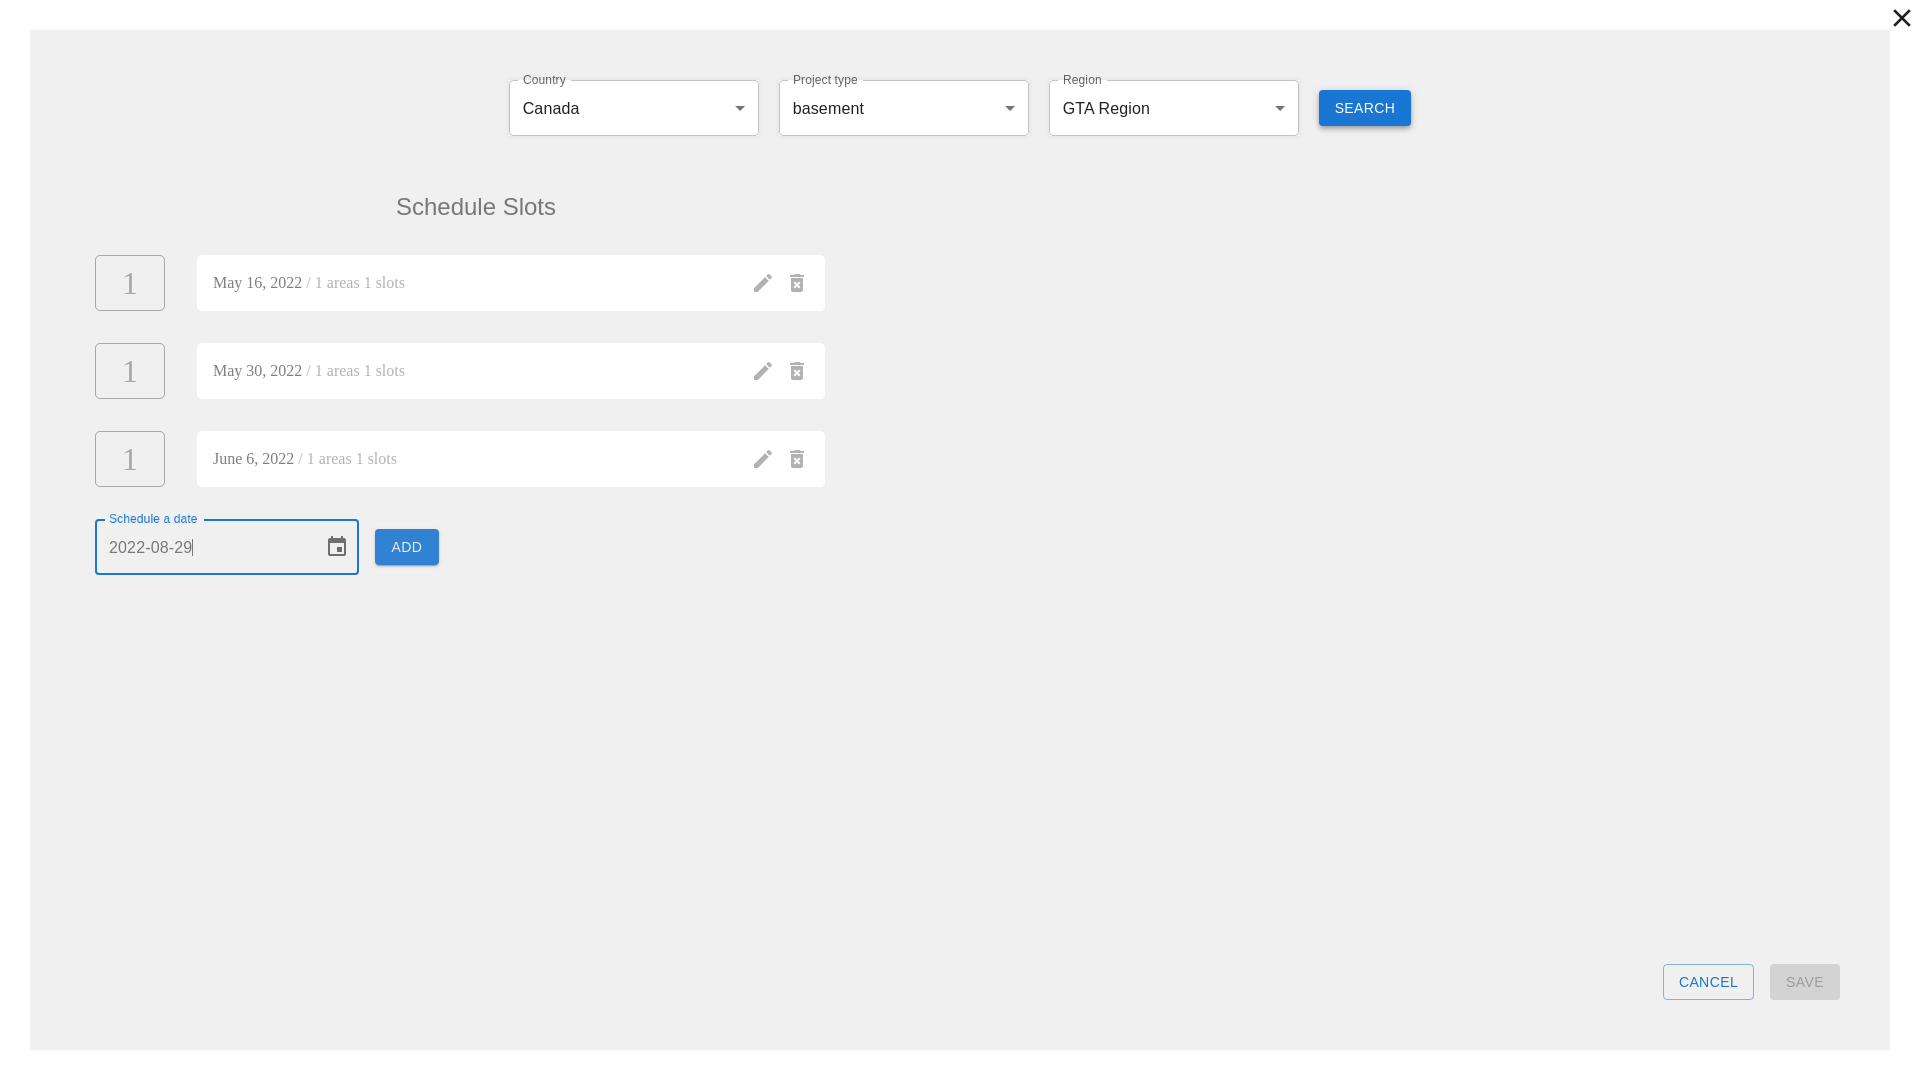 Country
Canada
Project type
basement
Region
GTA Region
SEARCH
Schedule Slots
1
May 16, 2022 / 1 areas 1 slots
1
May 30, 2022 / 1 areas 1 slots
1
June 6, 2022 / 1 areas 1 slots
Schedule a date
2022-08-29
ADD
CANCEL
SAVE